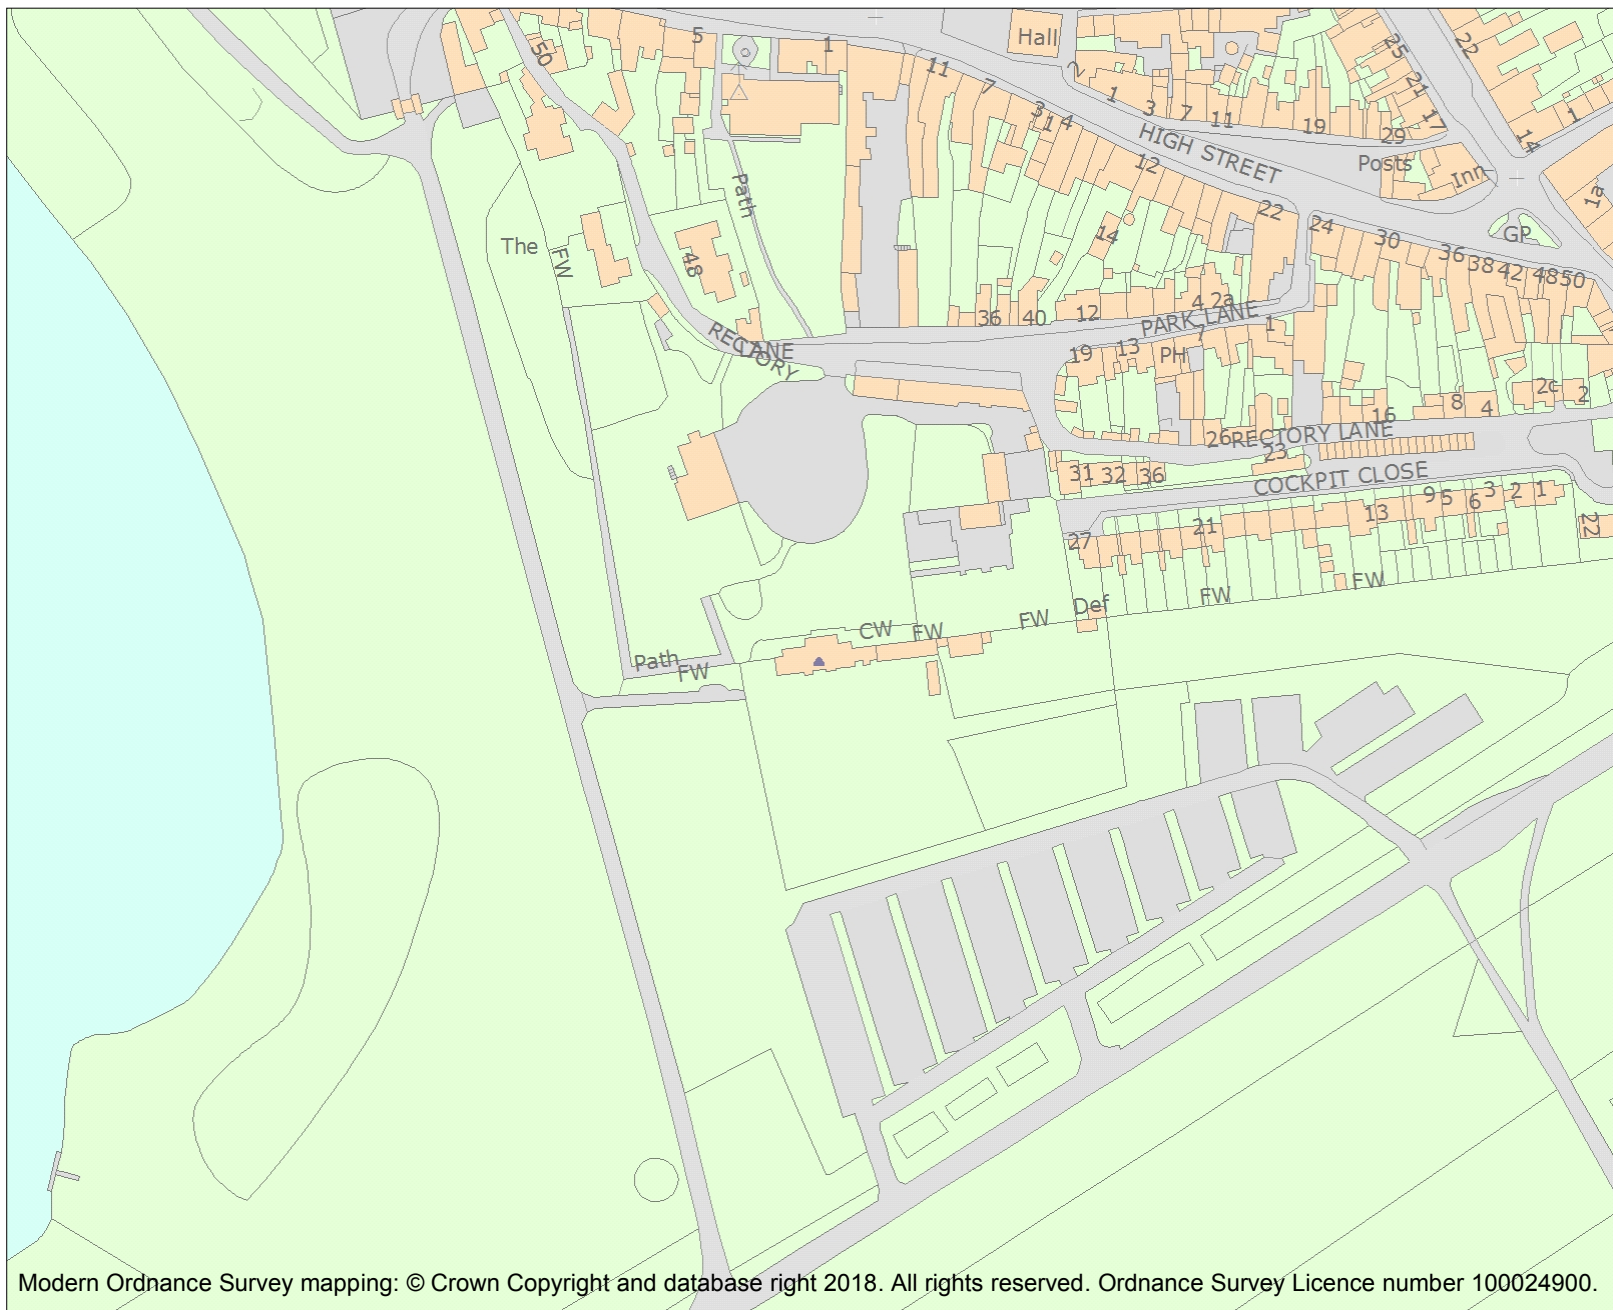 5
1
Hall
2
25
22
50
11
7
3
1
4
1
3
7
11
19
29
21
17
14
1
HIGH STREET
Posts
Inn
1a
12
Path
The
FW
48
14
22
24
30
GP
36
38
42
48
50
36
40
12
4
2a
PARK LANE
7
1
RECTORY
LANE
19
13
PH
2c
2
16
8
4
26
RECTORY LANE
23
31
32
36
COCKPIT CLOSE
9
5
6
3
2
1
13
21
27
22
FW
FW
Def
FW
CW
FW
Path
FW
Modern Ordnance Survey mapping: © Crown Copyright and database right 2018. All rights reserved. Ordnance Survey Licence number 100024900.